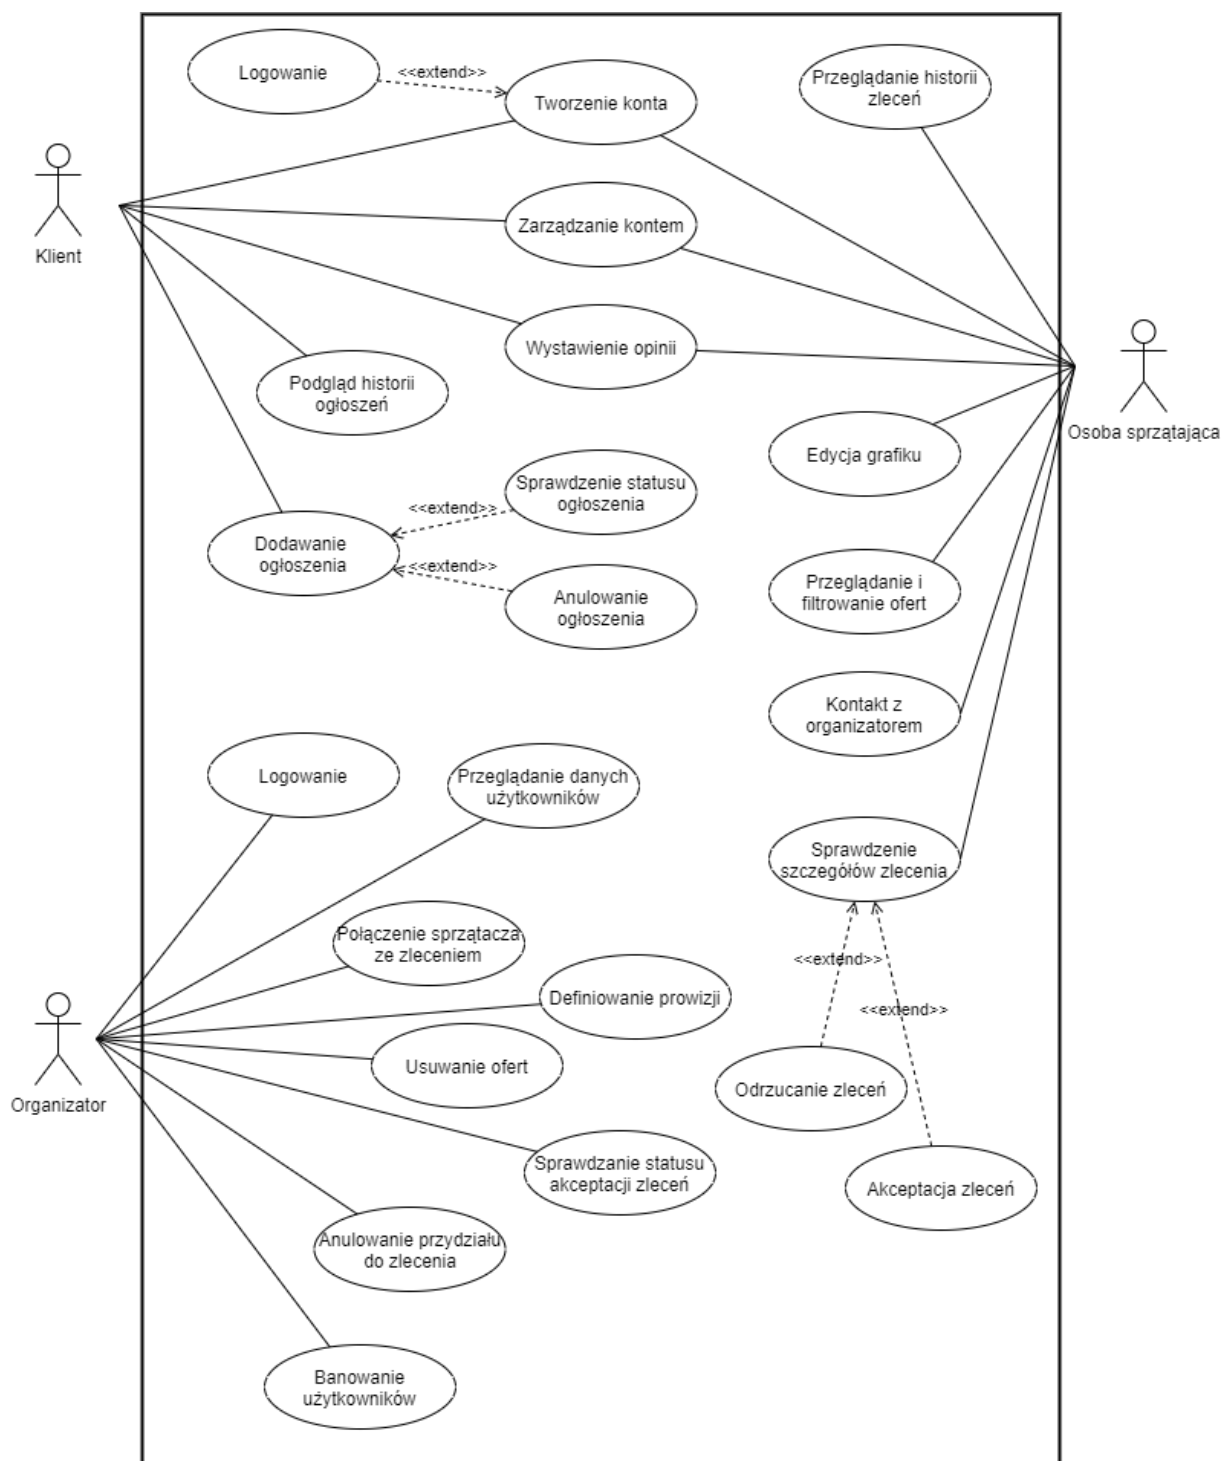 Logowanie
<<extend>>
Tworzenie konta
Przeglądanie historii
zleceń
Klient
Zarządzanie kontem
Wystawienie opinii
Podgląd historii
ogłoszeń
Osoba sprzątająca
Edycja grafiku
Sprawdzenie statusu
ogłoszenia
<<extend>>
Dodawanie
ogłoszenia
<<extend>>
Anulowanie
ogłoszenia
Przeglądanie i
filtrowanie ofert
Kontakt z
organizatorem
Logowanie
Przeglądanie danych
użytkowników
Sprawdzenie
szczegółów zlecenia
Połączenie sprzątacza
ze zleceniem
<<extend>>
Definiowanie prowizji
<<extend>>
Usuwanie ofert
Organizator
Odrzucanie zleceń
Sprawdzanie statusu
akceptacji zleceń
Akceptacja zleceń
Anulowanie przydziału
do zlecenia
Banowanie
użytkowników